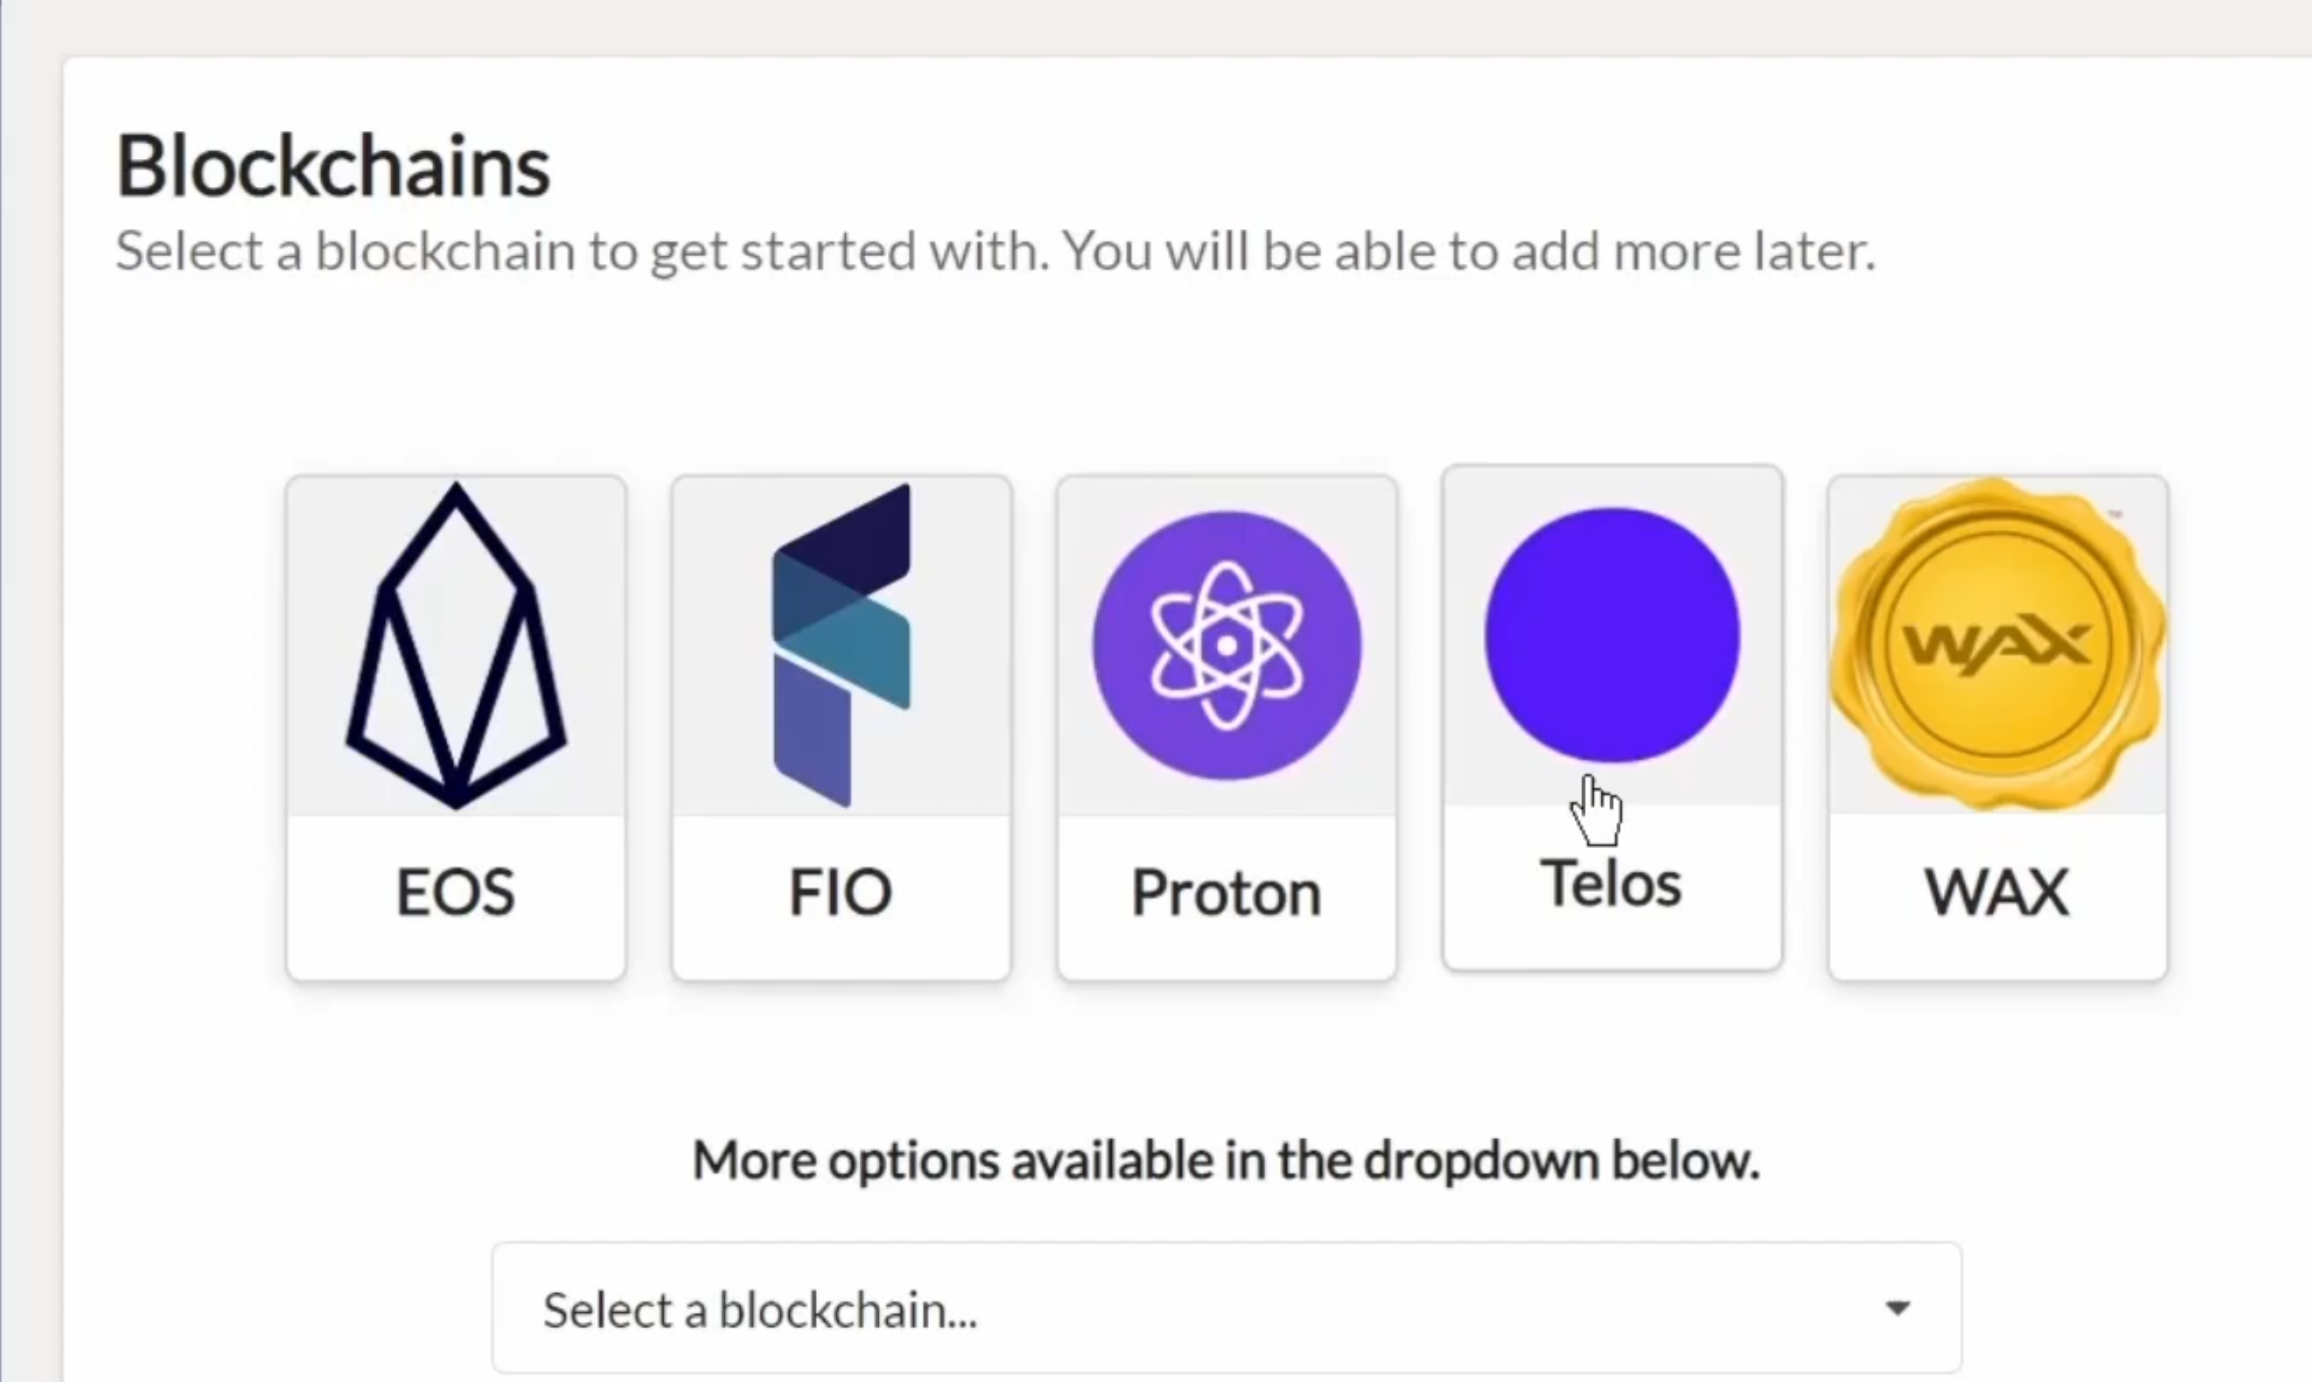 Blockchains
Select a blockchain to get started with. You will be able to add more later.
WAX
EOS
FIO
Proton
Telos
WAX
More options available in the dropdown below.
Select a blockchain...